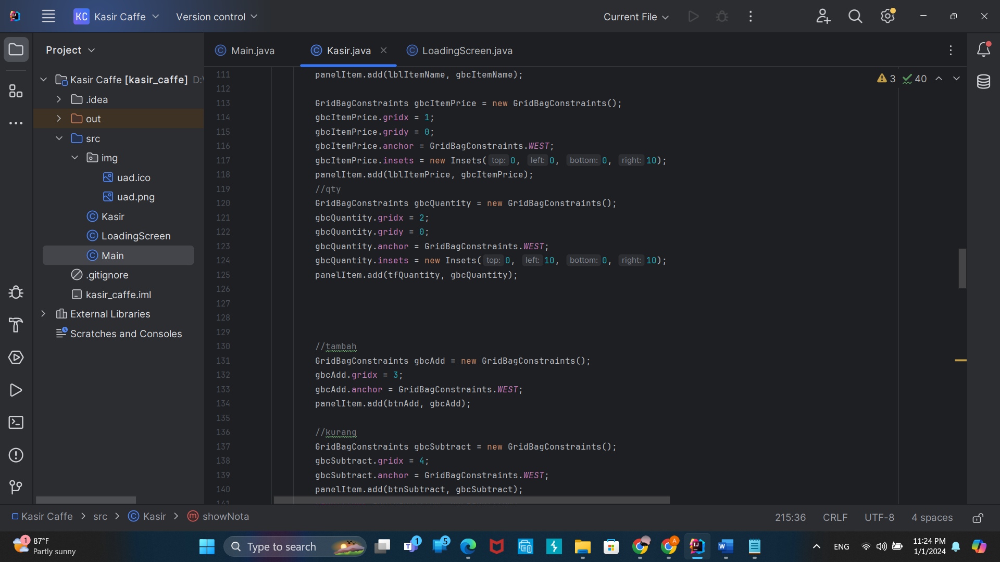 KC Kasir Caffe Version control Current File
Project
Main.java Kasir.java LoadingScreen.java
3 40
Kasir Caffe [kasir_caffe] D:\
.idea
out
src
img
uad.ico
uad.png
Kasir
LoadingScreen
Main
.gitignore
kasir_caffe.iml
External Libraries
Scratches and Consoles
111 panelItem.add(lblItemName, gbcItemName);
112
113 GridBagConstraints gbcItemPrice = new GridBagConstraints();
114 gbcItemPrice.gridx = 1;
115 gbcItemPrice.gridy = 0;
116 gbcItemPrice.anchor = GridBagConstraints.WEST;
117 gbcItemPrice.insets = new Insets( top: 0, left: 0, bottom: 0, right: 10);
118 panelItem.add(lblItemPrice, gbcItemPrice);
119 //qty
120 GridBagConstraints gbcQuantity = new GridBagConstraints();
121 gbcQuantity.gridx = 2;
122 gbcQuantity.gridy = 0;
123 gbcQuantity.anchor = GridBagConstraints.WEST;
124 gbcQuantity.insets = new Insets( top: 0, left: 10, bottom: 0, right: 10);
125 panelItem.add(tfQuantity, gbcQuantity);
126
127
128
129
130 //tambah
131 GridBagConstraints gbcAdd = new GridBagConstraints();
132 gbcAdd.gridx = 3;
133 gbcAdd.anchor = GridBagConstraints.WEST;
134 panelItem.add(btnAdd, gbcAdd);
135
136 //kurang
137 GridBagConstraints gbcSubtract = new GridBagConstraints();
138 gbcSubtract.gridx = 4;
139 gbcSubtract.anchor = GridBagConstraints.WEST;
140 panelItem.add(btnSubtract, gbcSubtract);
141
Kasir Caffe > src > Kasir > showNota 215:36 CRLF UTF-8 4 spaces
1 87°F
Partly sunny
Type to search
1 5
ENG
11:24 PM
1/1/2024